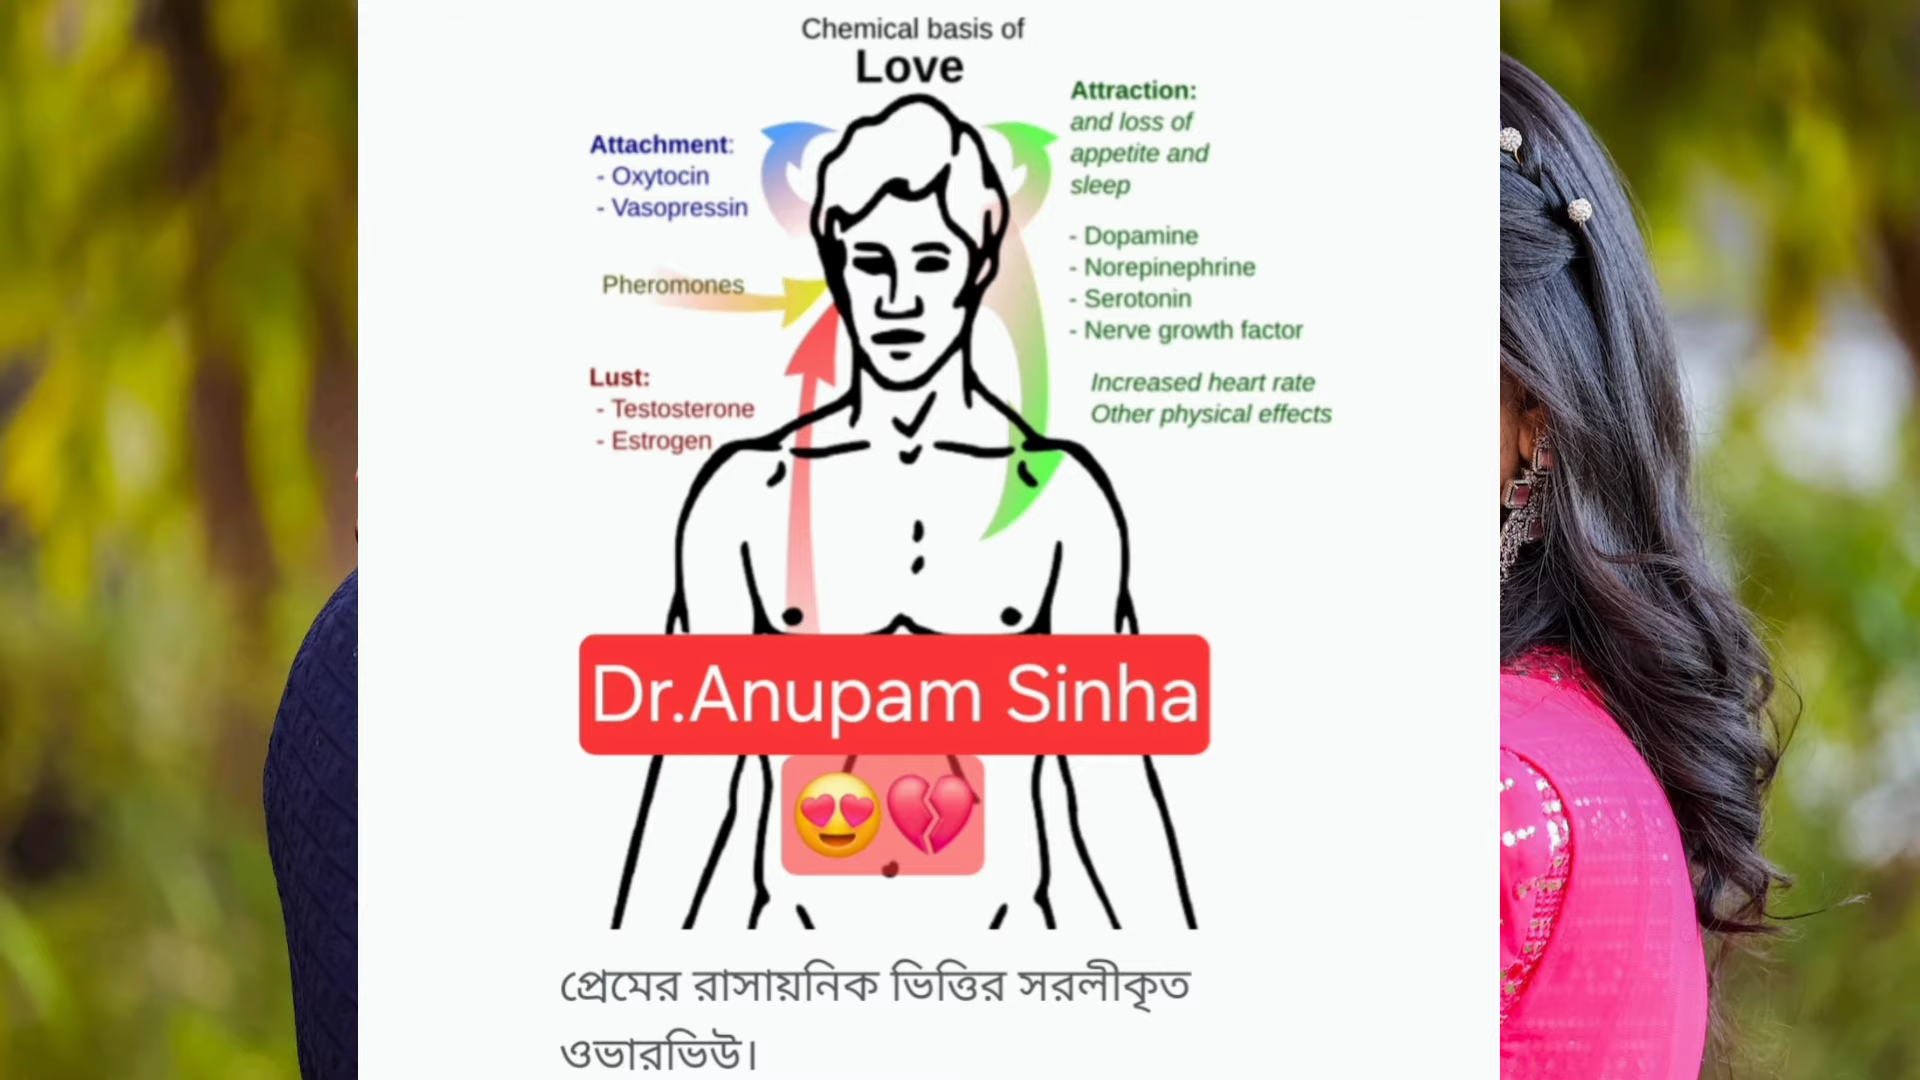 Chemical basis of
Love
Attachment:
- Oxytocin
- Vasopressin
Pheromones
Lust:
- Testosterone
- Estrogen
Attraction:
and loss of
appetite and
sleep
- Dopamine
- Norepinephrine
- Serotonin
- Nerve growth factor
Increased heart rate
Other physical effects
Dr.Anupam Sinha
প্রেমের রাসায়নিক ভিত্তির সরলীকৃত
ওভারভিউ।